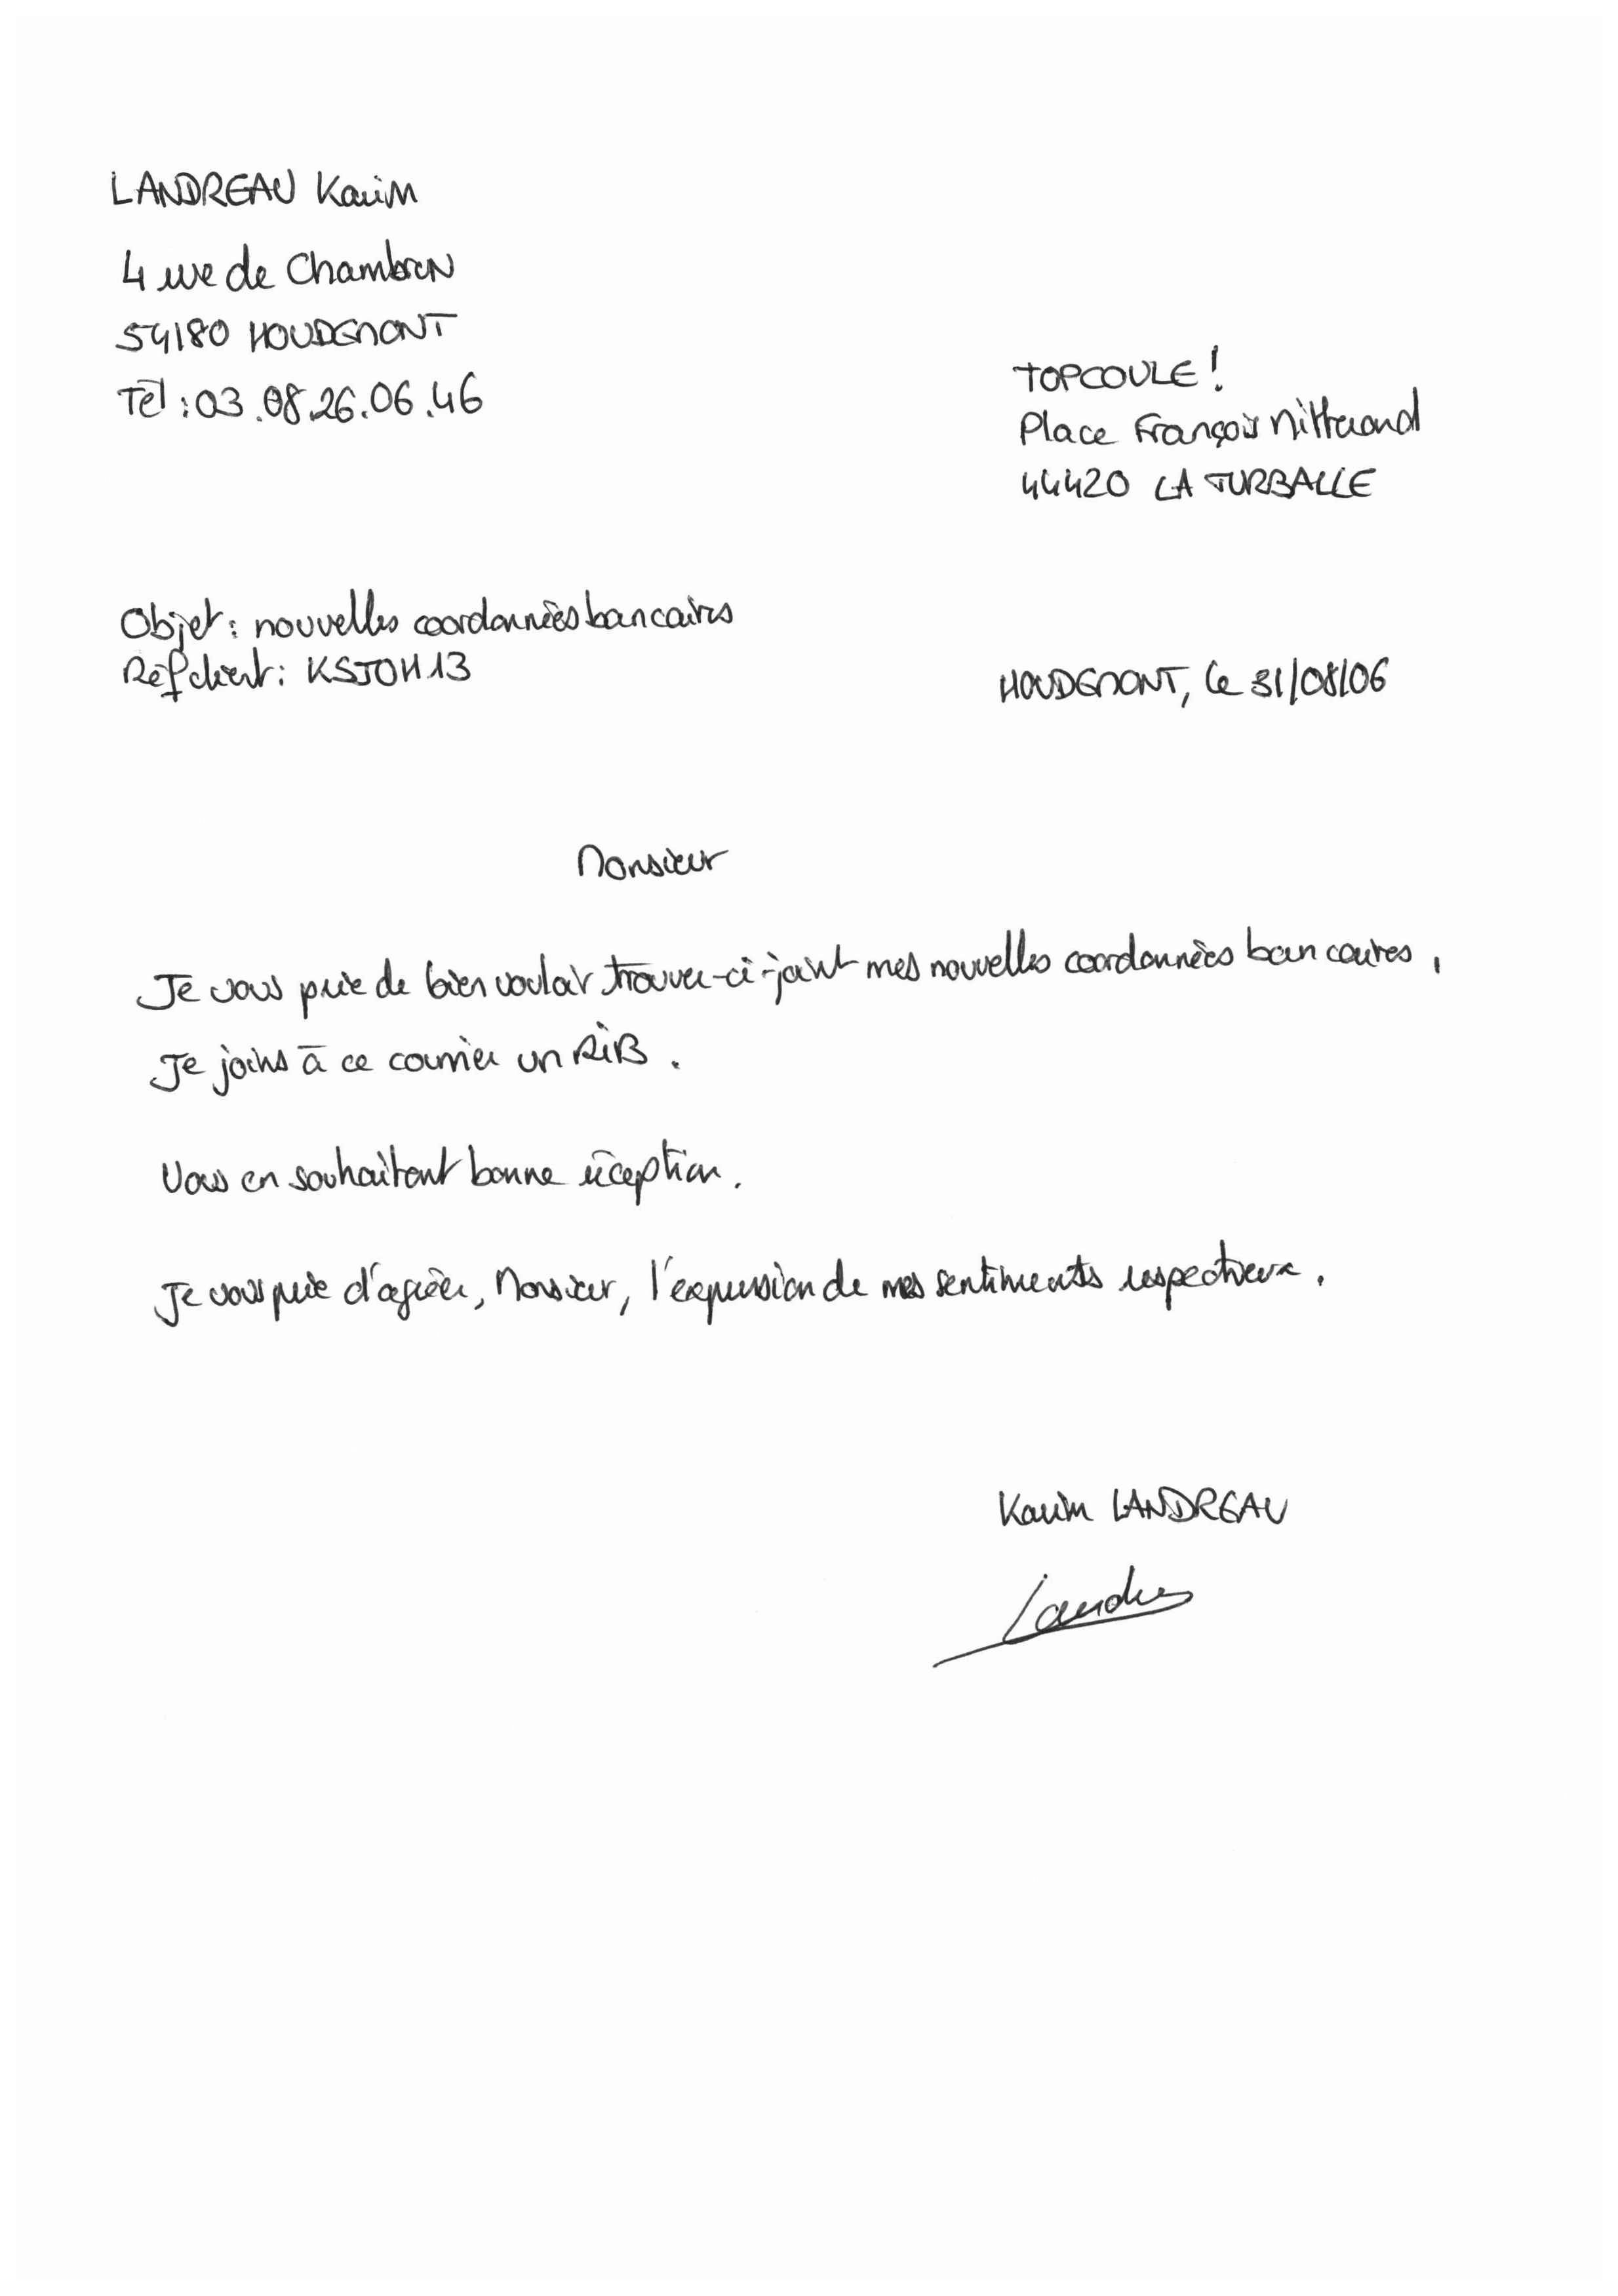 LANDREAU Karim
4 rue de Chambon
54180 HOUDEMONT
Tél : 03.08.26.06.46
TOPCOULE !
Place François Mitterrand
44420 LA TURBALLE
Objet : nouvelles coordonnées bancaires
Réf client : KSJOH13
HOUDEMONT, le 31/08/06
Monsieur
Je vous prie de bien vouloir trouver-ci-joint mes nouvelles coordonnées bancaires,
Je joins à ce courrier un RiB.
Vous en souhaitant bonne réception.
Je vous prie d'agréer, Monsieur, l'expression de mes sentiments respectueux.
Karim LANDREAU